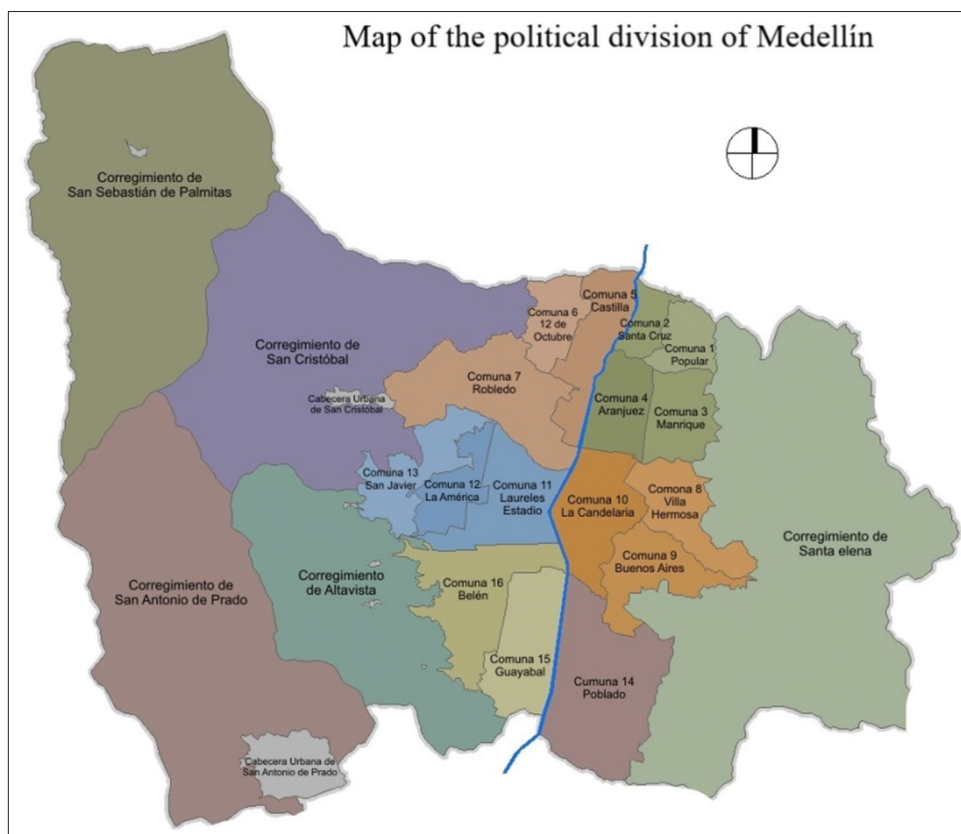 Map of the political division of Medellín
Corregimiento de
San Sebastián de Palmitas
Comuna 5
Castilla
Comuna 6
12 de
Octubre
Comuna 2
Santa Cruz
Comuna 1
Popular
Corregimiento de
San Cristóbal
Comuna 7
Robledo
Cabecera Urbana
de San Cristóbal
Comuna 4
Aranjuez
Comuna 3
Manrique
Comuna 13
San Javier
Comuna 12
La América
Comuna 11
Laureles
Estadio
Comuna 10
La Candelaria
Comona 8
Villa
Hermosa
Corregimiento de
Santa elena
Comuna 9
Buenos Aires
Corregimiento de
San Antonio de Prado
Corregimiento
de Altavista
Comuna 16
Belén
Comuna 15
Guayabal
Cumuna 14
Poblado
Cabecera Urbana de
San Antonio de Prado